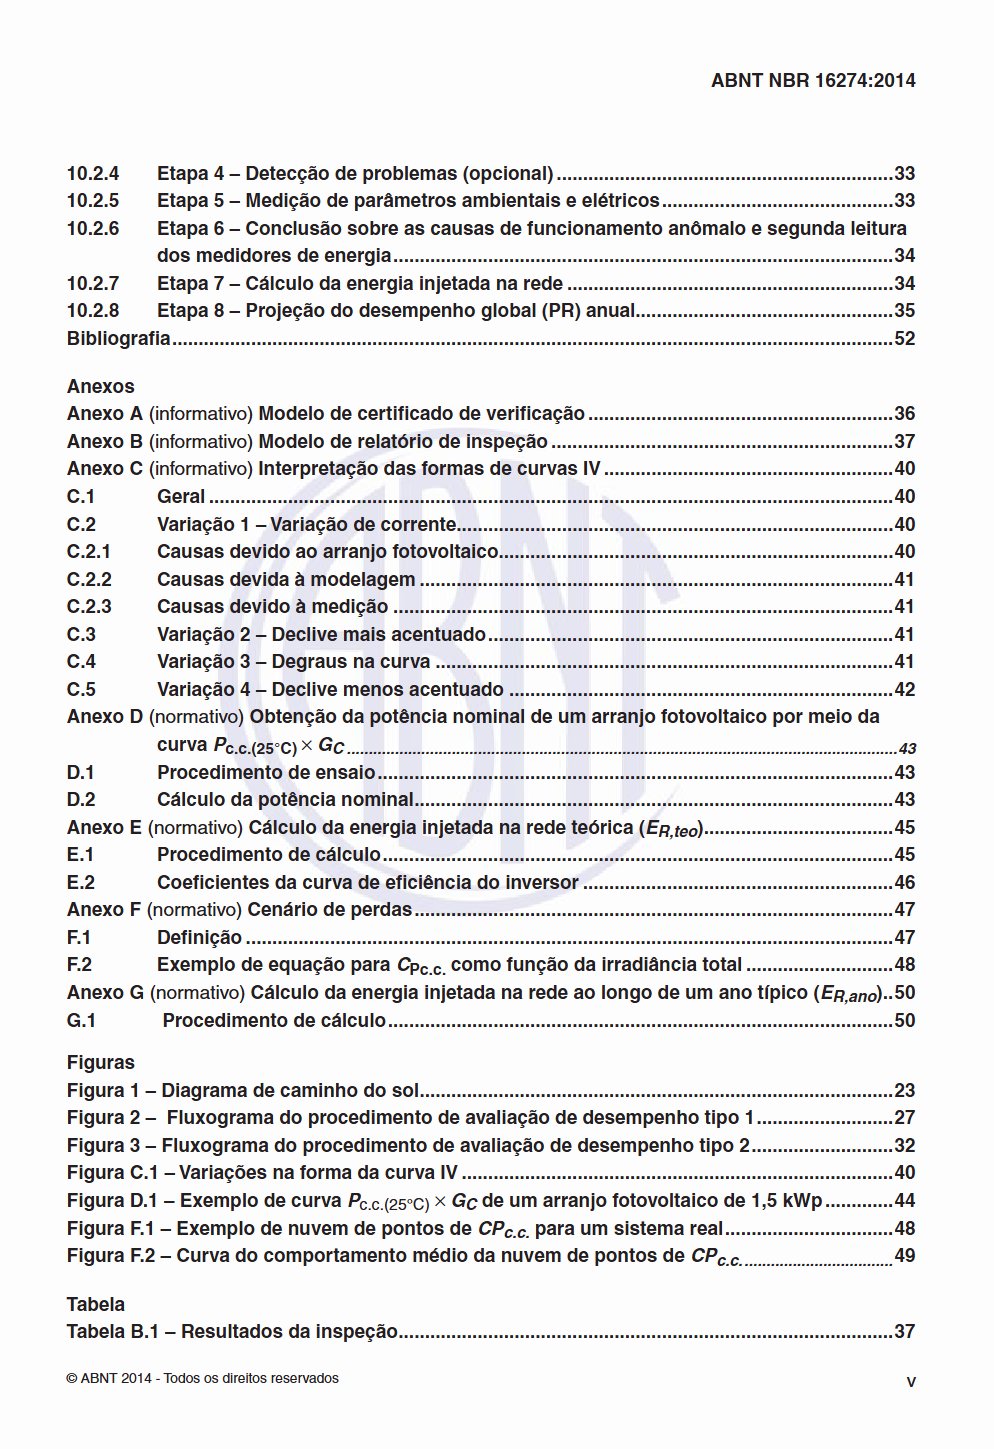 ABNT NBR 16274:2014
10.2.4 Etapa 4 – Detecção de problemas (opcional)................................................................33
10.2.5 Etapa 5 – Medição de parâmetros ambientais e elétricos............................................33
10.2.6 Etapa 6 – Conclusão sobre as causas de funcionamento anômalo e segunda leitura
dos medidores de energia...............................................................................................34
10.2.7 Etapa 7 – Cálculo da energia injetada na rede ..............................................................34
10.2.8 Etapa 8 – Projeção do desempenho global (PR) anual.................................................35
Bibliografia.........................................................................................................................................52
Anexos
Anexo A (informativo) Modelo de certificado de verificação ..........................................................36
Anexo B (informativo) Modelo de relatório de inspeção .................................................................37
Anexo C (informativo) Interpretação das formas de curvas IV .......................................................40
C.1 Geral ..................................................................................................................................40
C.2 Variação 1 – Variação de corrente...................................................................................40
C.2.1 Causas devido ao arranjo fotovoltaico...........................................................................40
C.2.2 Causas devida à modelagem ..........................................................................................41
C.2.3 Causas devido à medição ...............................................................................................41
C.3 Variação 2 – Declive mais acentuado.............................................................................41
C.4 Variação 3 – Degraus na curva .......................................................................................41
C.5 Variação 4 – Declive menos acentuado .........................................................................42
Anexo D (normativo) Obtenção da potência nominal de um arranjo fotovoltaico por meio da
curva Pc.c.(25°C) × GC .........................................................................................................43
D.1 Procedimento de ensaio..................................................................................................43
D.2 Cálculo da potência nominal...........................................................................................43
Anexo E (normativo) Cálculo da energia injetada na rede teórica (ER,teo)....................................45
E.1 Procedimento de cálculo.................................................................................................45
E.2 Coeficientes da curva de eficiência do inversor ...........................................................46
Anexo F (normativo) Cenário de perdas...........................................................................................47
F.1 Definição ...........................................................................................................................47
F.2 Exemplo de equação para CPc.c. como função da irradiância total ............................48
Anexo G (normativo) Cálculo da energia injetada na rede ao longo de um ano típico (ER,ano)..50
G.1 Procedimento de cálculo................................................................................................50
Figuras
Figura 1 – Diagrama de caminho do sol..........................................................................................23
Figura 2 – Fluxograma do procedimento de avaliação de desempenho tipo 1..........................27
Figura 3 – Fluxograma do procedimento de avaliação de desempenho tipo 2...........................32
Figura C.1 – Variações na forma da curva IV ..................................................................................40
Figura D.1 – Exemplo de curva Pc.c.(25°C) × GC de um arranjo fotovoltaico de 1,5 kWp .............44
Figura F.1 – Exemplo de nuvem de pontos de CPc.c. para um sistema real................................48
Figura F.2 – Curva do comportamento médio da nuvem de pontos de CPc.c. ..................................49
Tabela
Tabela B.1 – Resultados da inspeção..............................................................................................37
© ABNT 2014 - Todos os direitos reservados
v
ABNT